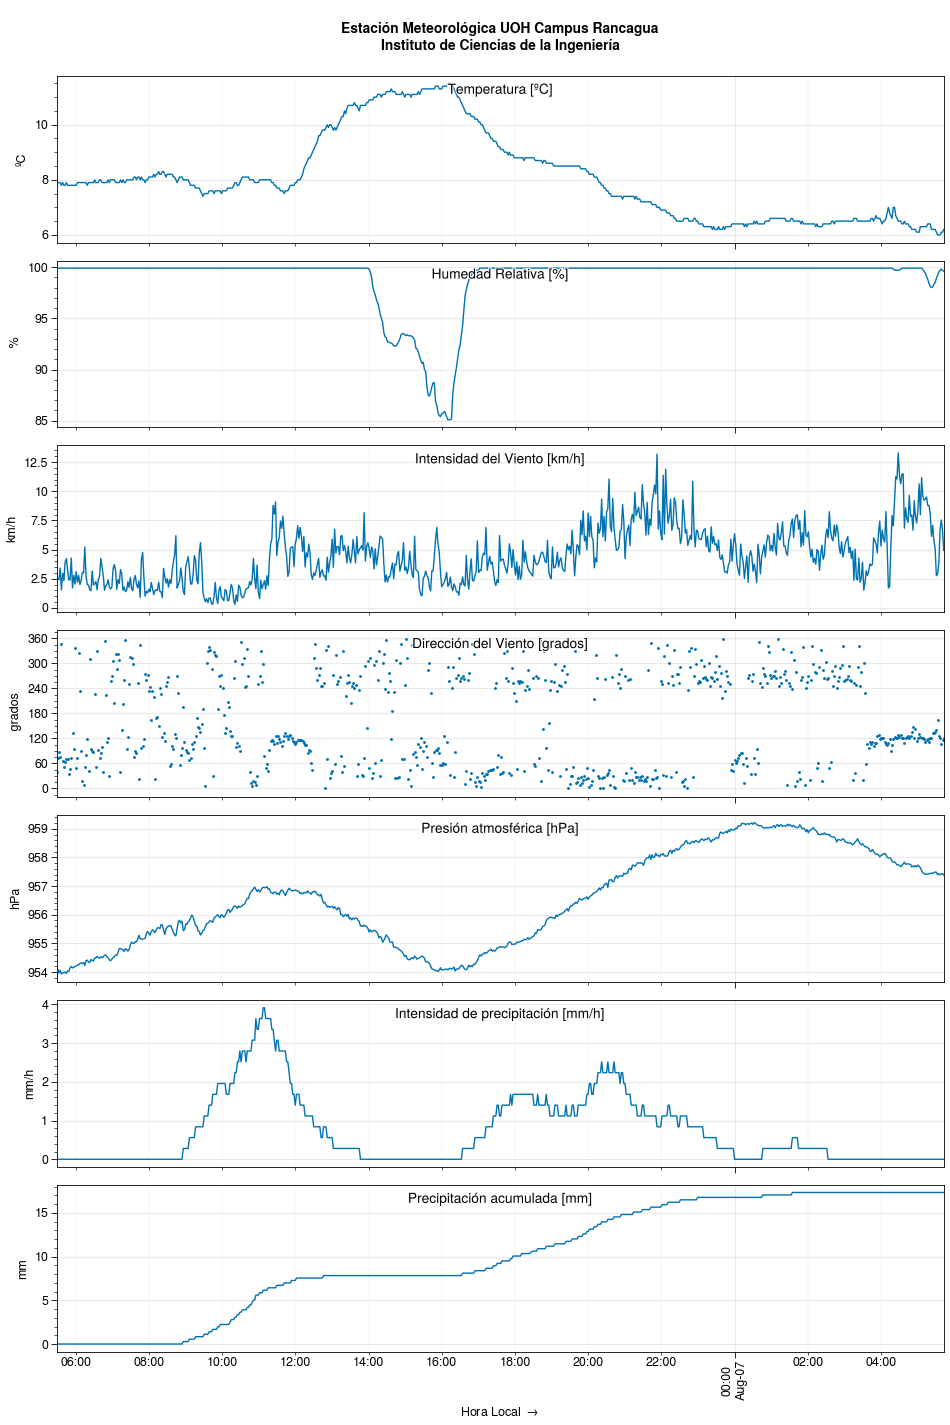 Estación Meteorológica UOH Campus Rancagua
Instituto de Ciencias de la Ingeniería
Temperatura [ºC]
ºC
10
8
6
Humedad Relativa [%]
%
100
95
90
85
Intensidad del Viento [km/h]
km/h
12.5
10
7.5
5
2.5
0
Dirección del Viento [grados]
grados
360
300
240
180
120
60
0
Presión atmosférica [hPa]
hPa
959
958
957
956
955
954
Intensidad de precipitación [mm/h]
mm/h
4
3
2
1
0
Precipitación acumulada [mm]
mm
15
10
5
0
06:00 08:00 10:00 12:00 14:00 16:00 18:00 20:00 22:00 00:00 02:00 04:00
Aug-07
Hora Local →